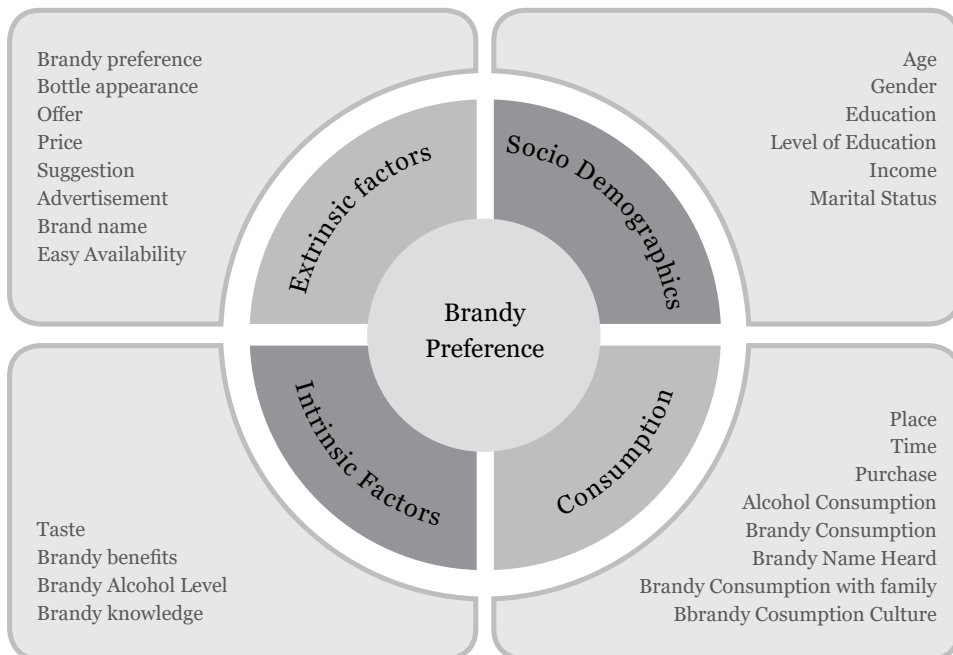 Brandy preference
Bottle appearance
Offer
Price
Suggestion
Advertisement
Brand name
Easy Availability
Age
Gender
Education
Level of Education
Income
Marital Status
Extrinsic factors
Socio Demographics
Brandy
Preference
Intrinsic Factors
Consumption
Taste
Brandy benefits
Brandy Alcohol Level
Brandy knowledge
Place
Time
Purchase
Alcohol Consumption
Brandy Consumption
Brandy Name Heard
Brandy Consumption with family
Bbrandy Cosumption Culture